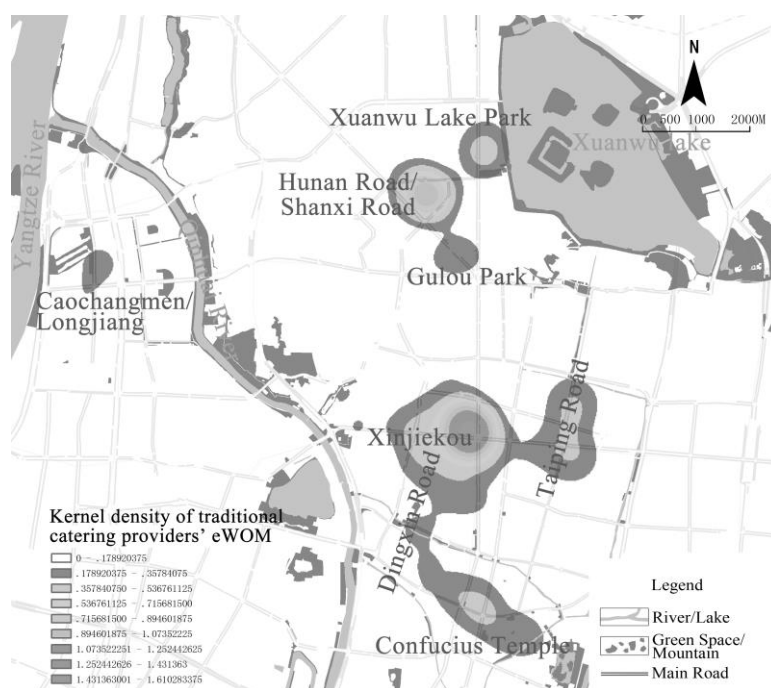 N
0 500 1000 2000M
Xuanwu Lake Park
Xuanwu Lake
Hunan Road/
Shanxi Road
Gulou Park
Yangtze River
Qinhuai River
Caochangmen/
Longjiang
Xinjiekou
Taiping Road
Dingxin Road
Confucius Temple
Kernel density of traditional
catering providers' eWOM
0 - .178920375
.178920375 - .35784075
.357840750 - .536761125
.536761125 - .715681500
.715681500 - .894601875
.894601875 - 1.07352225
1.073522251 - 1.252442625
1.252442626 - 1.431363
1.431363001 - 1.610283375
Legend
River/Lake
Green Space/
Mountain
Main Road